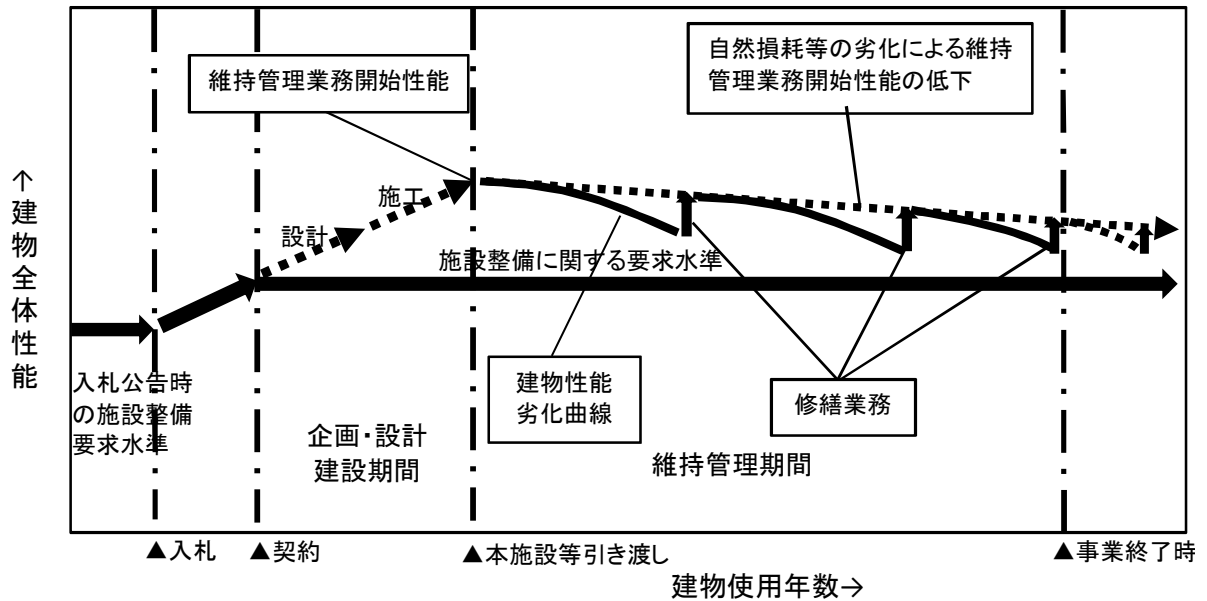 維持管理業務開始性能
自然損耗等の劣化による維持
管理業務開始性能の低下
↑建物全体性能
施工
設計
施設整備に関する要求水準
入札公告時
の施設整備
要求水準
建物性能
劣化曲線
修繕業務
企画・設計
建設期間
維持管理期間
▲入札
▲契約
▲本施設等引き渡し
▲事業終了時
建物使用年数→